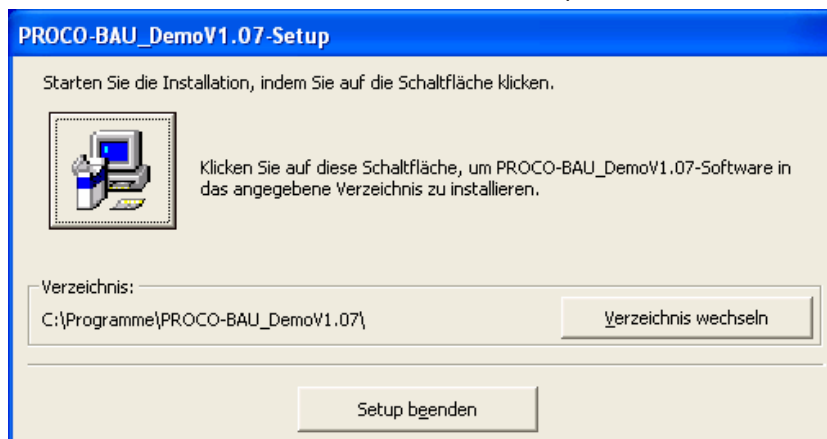 PROCO-BAU_DemoV1.07-Setup
Starten Sie die Installation, indem Sie auf die Schaltfläche klicken.
Klicken Sie auf diese Schaltfläche, um PROCO-BAU_DemoV1.07-Software in
das angegebene Verzeichnis zu installieren.
Verzeichnis:
C:\Programme\PROCO-BAU_DemoV1.07\
Verzeichnis wechseln
Setup beenden